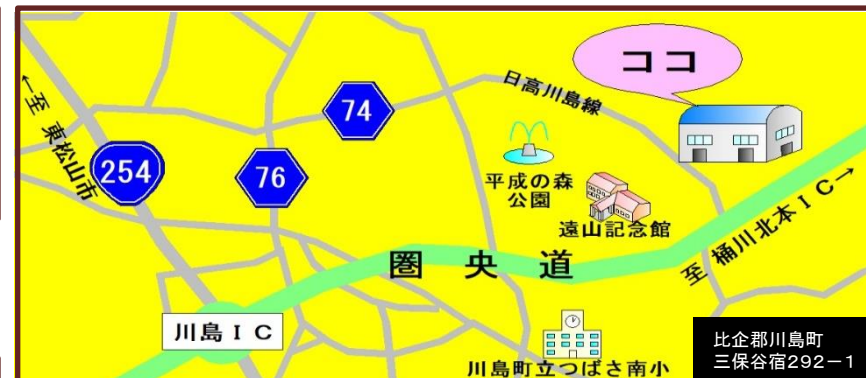 ココ
日高川島線
74
←至 東松山市
254
76
平成の森
公園
遠山記念館
圏央道
至 桶川北本IC→
川島IC
川島町立つばさ南小
比企郡川島町
三保谷宿292-1